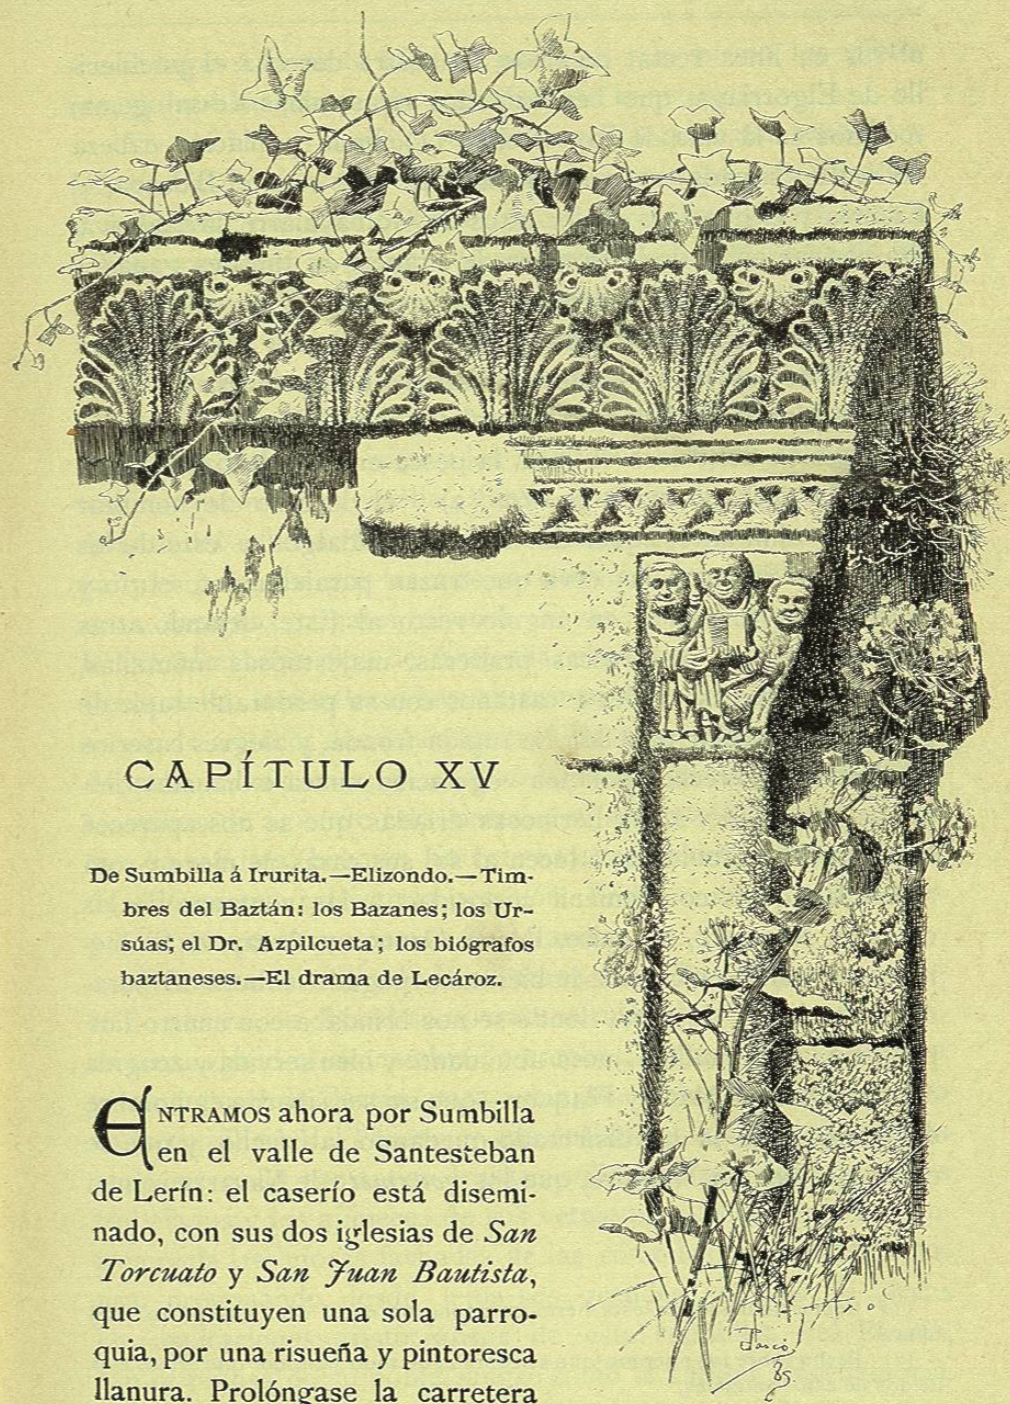 CAPÍTULO XV
De Sumbilla á Irurita.—Elizondo.—Tim-
bres del Baztán: los Bazanes; los Ur-
súas; el Dr. Azpilcueta; los biógrafos
baztaneses.—El drama de Lecároz.
ENTRAMOS ahora por Sumbilla
en el valle de Santesteban
de Lerín: el caserío está disemi-
nado, con sus dos iglesias de San
Torcuato y San Juan Bautista,
que constituyen una sola parro-
quia, por una risueña y pintoresca
llanura. Prolóngase la carretera